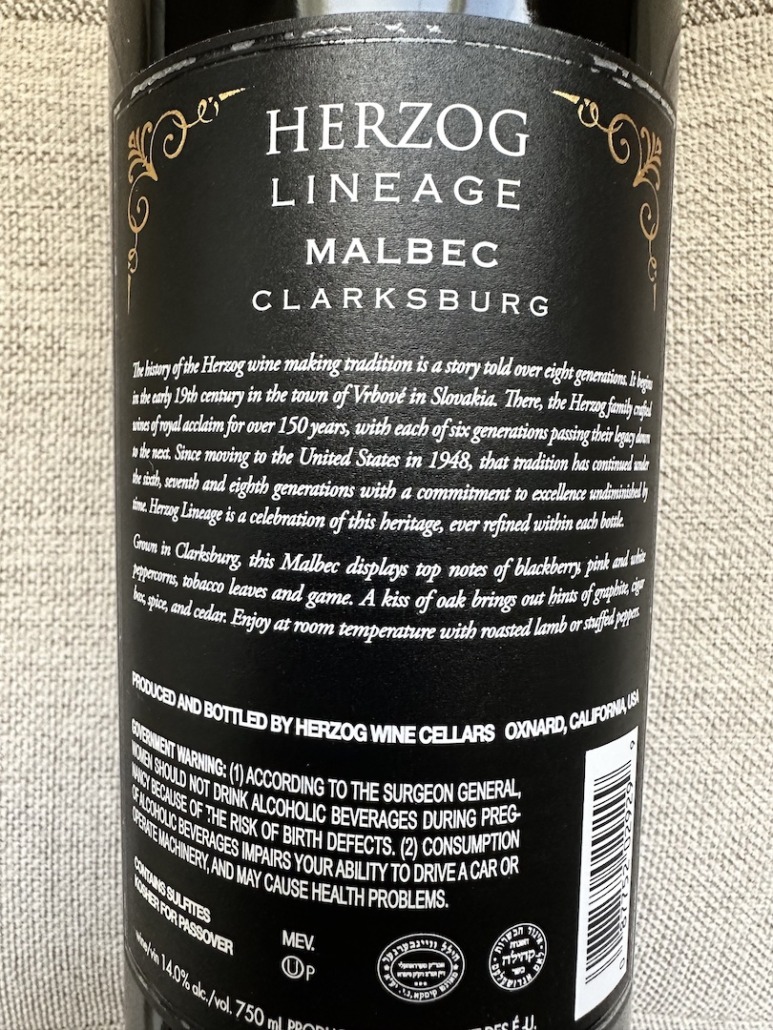 HERZOG
LINEAGE
MALBEC
CLARKSBURG
The history of the Herzog wine making tradition is a story told over eight generations. It begins
in the early 19th century in the town of Vrbové in Slovakia. There, the Herzog family crafted
wines of royal acclaim for over 150 years, with each of six generations passing their legacy down
to the next. Since moving to the United States in 1948, that tradition has continued under
the sixth, seventh and eighth generations with a commitment to excellence undiminished by
time. Herzog Lineage is a celebration of this heritage, ever refined within each bottle.
Grown in Clarksburg, this Malbec displays top notes of blackberry, pink and white
peppercorns, tobacco leaves and game. A kiss of oak brings out hints of graphite, cigar
box, spice, and cedar. Enjoy at room temperature with roasted lamb or stuffed pepper.
PRODUCED AND BOTTLED BY HERZOG WINE CELLARS OXNARD, CALIFORNIA, USA
GOVERNMENT WARNING: (1) ACCORDING TO THE SURGEON GENERAL,
WOMEN SHOULD NOT DRINK ALCOHOLIC BEVERAGES DURING PREG-
NANCY BECAUSE OF THE RISK OF BIRTH DEFECTS. (2) CONSUMPTION
OF ALCOHOLIC BEVERAGES IMPAIRS YOUR ABILITY TO DRIVE A CAR OR
OPERATE MACHINERY, AND MAY CAUSE HEALTH PROBLEMS.
CONTAINS SULFITES
KOSHER FOR PASSOVER
MEV.
U P
הילל וויינבערגער
קהילה
wine/vin 14,0% alc./vol. 750 mL
DES É.-U.